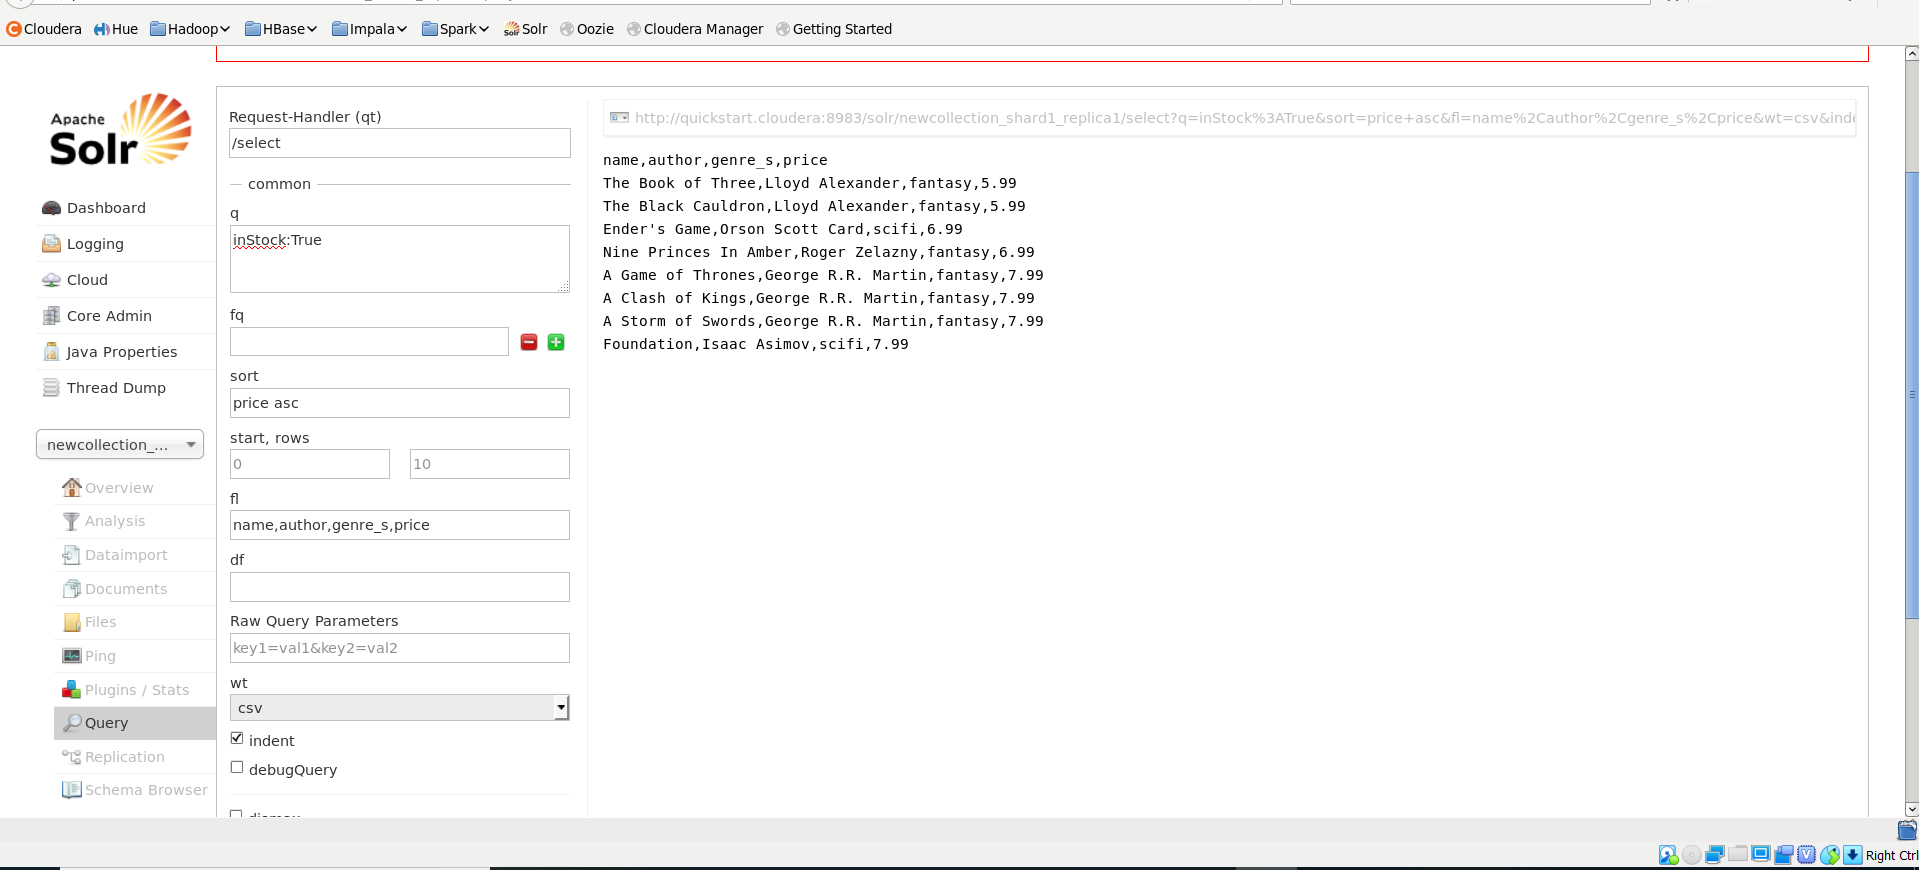 Cloudera Hue Hadoop HBase Impala Spark Solr Oozie Cloudera Manager Getting Started
Apache
Solr
Dashboard
Logging
Cloud
Core Admin
Java Properties
Thread Dump
newcollection_...
Overview
Analysis
Dataimport
Documents
Files
Ping
Plugins / Stats
Query
Replication
Schema Browser
Request-Handler (qt)
/select
common
q
inStock:True
fq
sort
price asc
start, rows
0 10
fl
name,author,genre_s,price
df
Raw Query Parameters
key1=val1&key2=val2
wt
csv
indent
debugQuery
http://quickstart.cloudera:8983/solr/newcollection_shard1_replica1/select?q=inStock%3ATrue&sort=price+asc&fl=name%2Cauthor%2Cgenre_s%2Cprice&wt=csv&inde
name,author,genre_s,price
The Book of Three,Lloyd Alexander,fantasy,5.99
The Black Cauldron,Lloyd Alexander,fantasy,5.99
Ender's Game,Orson Scott Card,scifi,6.99
Nine Princes In Amber,Roger Zelazny,fantasy,6.99
A Game of Thrones,George R.R. Martin,fantasy,7.99
A Clash of Kings,George R.R. Martin,fantasy,7.99
A Storm of Swords,George R.R. Martin,fantasy,7.99
Foundation,Isaac Asimov,scifi,7.99
Right Ctrl